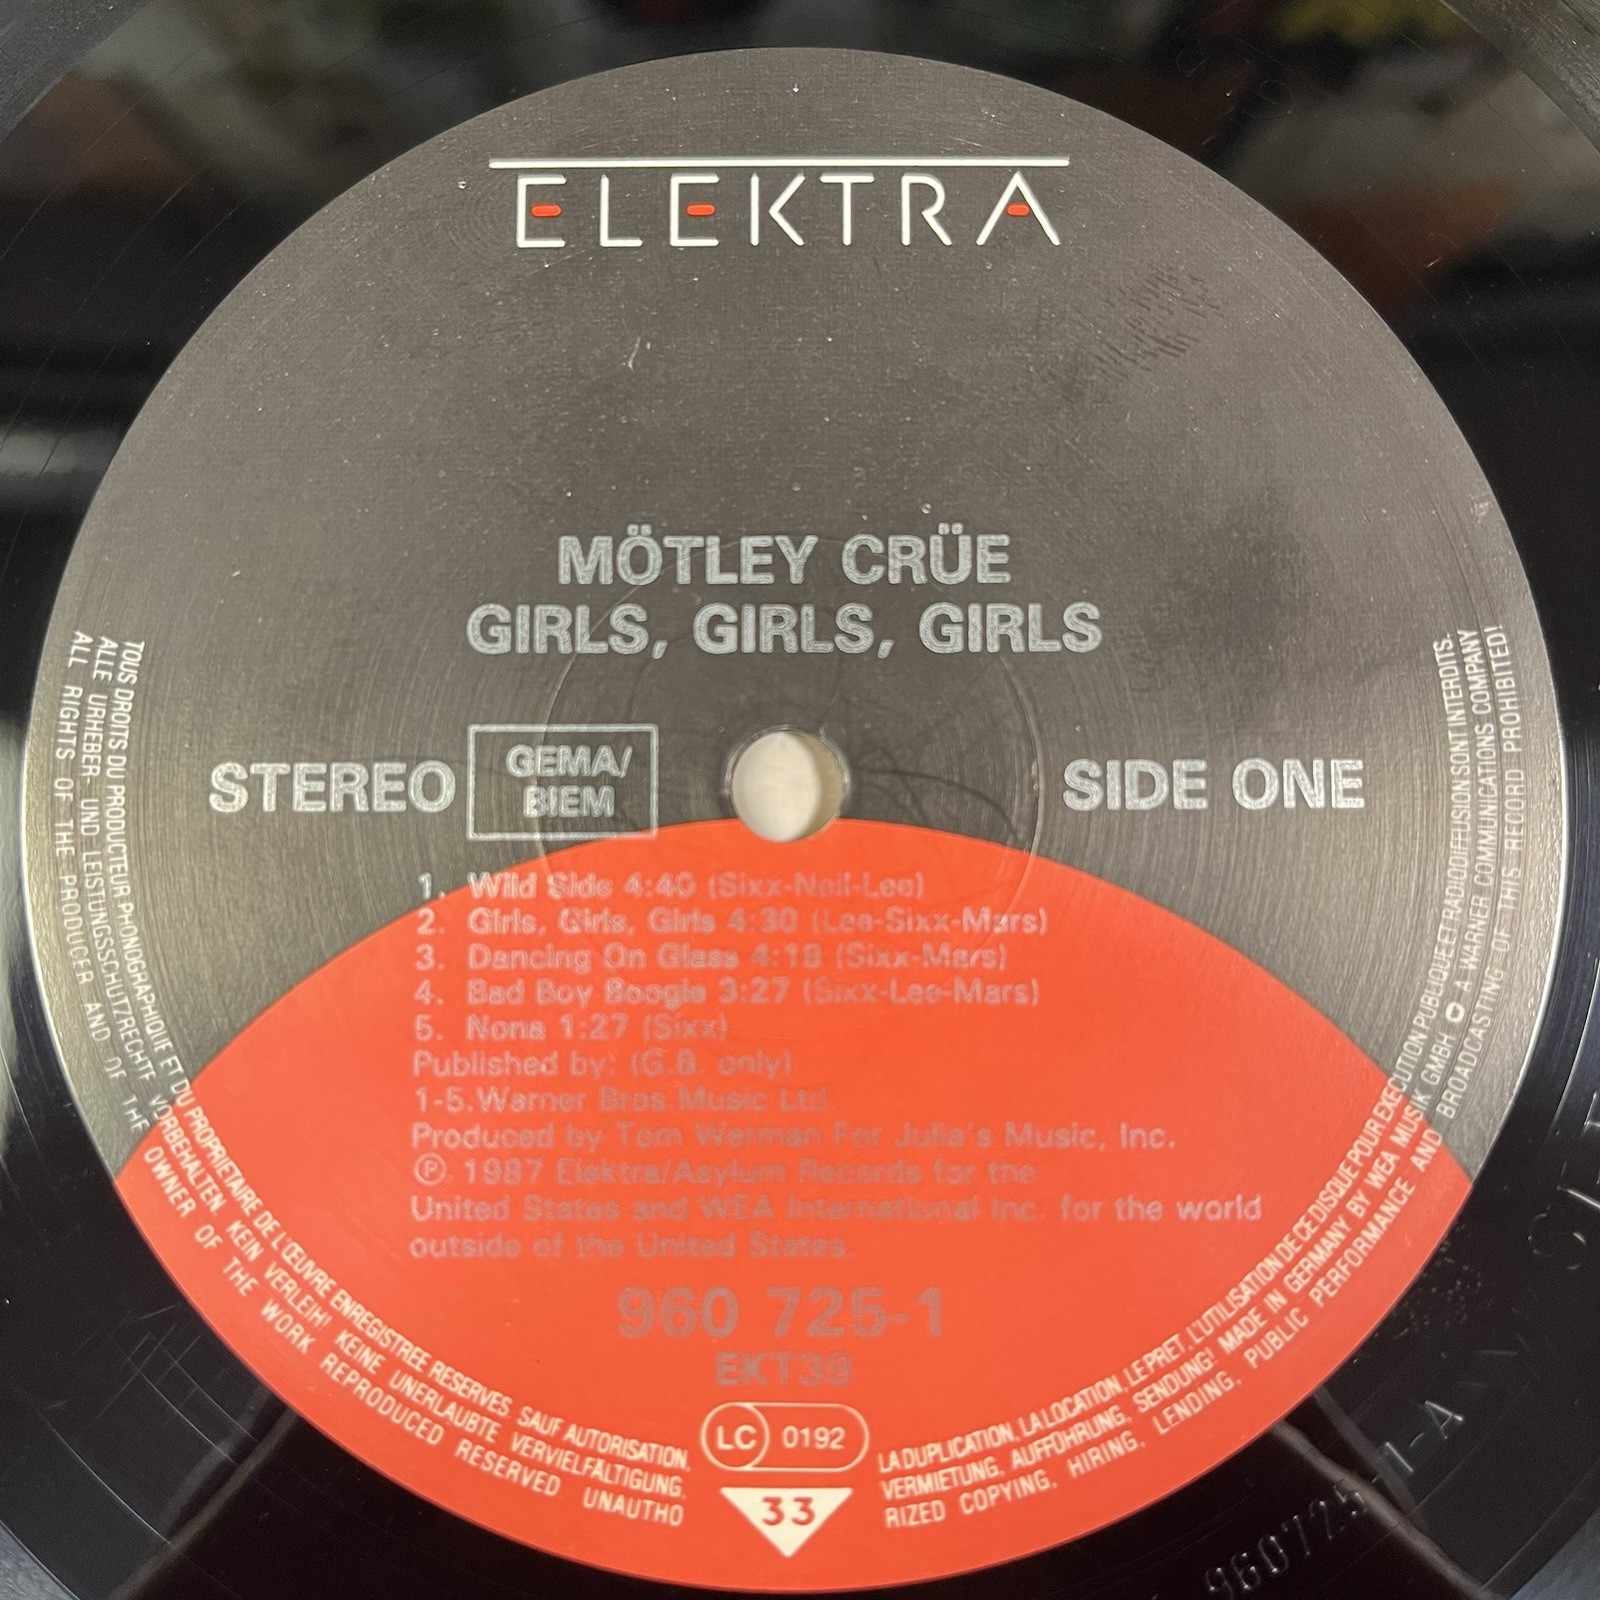 ELEKTRA
MÖTLEY CRÜE
GIRLS, GIRLS, GIRLS
STEREO
GEMA/
BIEM
SIDE ONE
1. Wild Side 4:40 (Sixx-Neil-Lee)
2. Girls, Girls, Girls 4:30 (Lee-Sixx-Mars)
3. Dancing On Glass 4:18 (Sixx-Mars)
4. Bad Boy Boogie 3:27 (Sixx-Lee-Mars)
5. Nona 1:27 (Sixx)
Published by: (G.B. only)
1-5.Warner Bros.Music Ltd.
Produced by Tom Werman For Julia's Music, Inc.
Ⓟ 1987 Elektra/Asylum Records for the
United States and WEA International Inc. for the world
outside of the United States.
960 725-1
EKT39
LC 0192
33
TOUS DROITS DU PRODUCTEUR PHONOGRAPHIQUE ET DU PROPRIETAIRE DE L'ŒUVRE ENREGISTREE RESERVES. SAUF AUTORISATION, LA DUPLICATION, LA LOCATION, LE PRET, L'UTILISATION DE CE DISQUE POUR EXECUTION PUBLIQUE ET RADIODIFFUSION SONT INTERDITS.
ALLE URHEBER- UND LEISTUNGSSCHUTZRECHTE VORBEHALTEN KEIN VERLEIH! KEINE UNERLAUBTE VERVIELFÄLTIGUNG, VERMIETUNG, AUFFÜHRUNG, SENDUNG! MADE IN GERMANY BY WEA MUSIK GMBH A WARNER COMMUNICATIONS COMPANY
ALL RIGHTS OF THE PRODUCER AND OF THE OWNER OF THE WORK REPRODUCED RESERVED UNAUTHORIZED COPYING, HIRING, LENDING, PUBLIC PERFORMANCE AND BROADCASTING OF THIS RECORD PROHIBITED!
960725-1-A